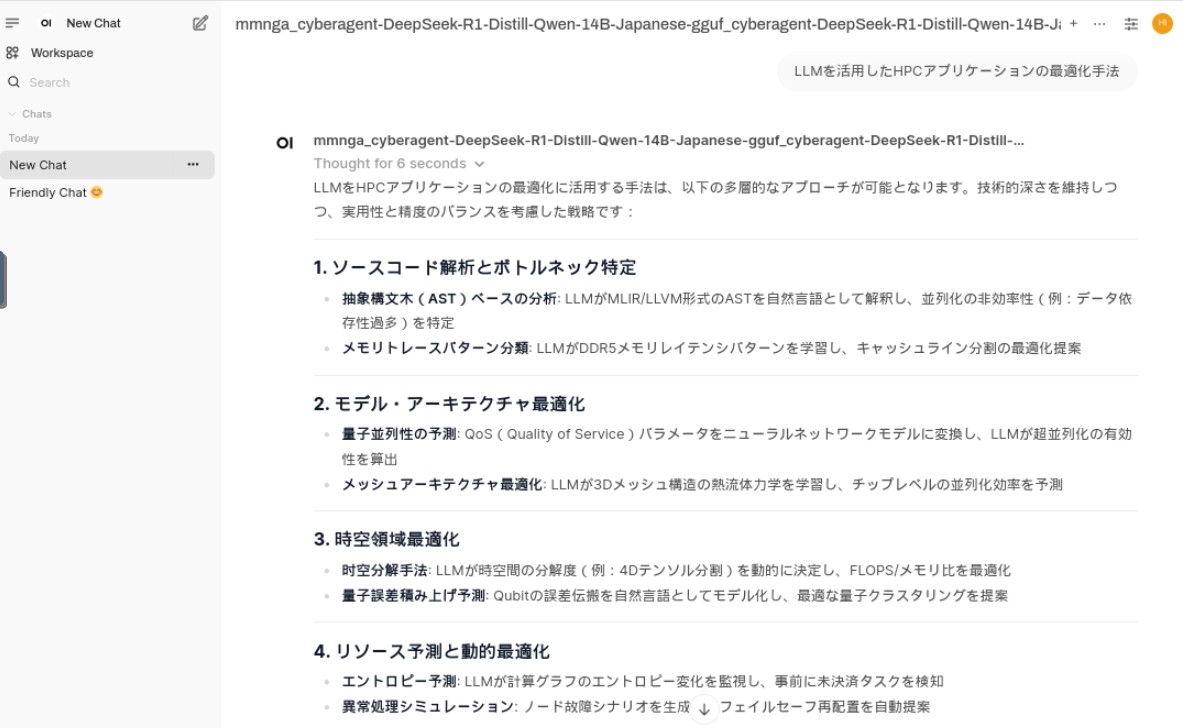 OI New Chat
mmnga_cyberagent-DeepSeek-R1-Distill-Qwen-14B-Japanese-gguf_cyberagent-DeepSeek-R1-Distill-Qwen-14B-Ja
HI
Workspace
Search
Chats
Today
New Chat
Friendly Chat 😊
LLMを活用したHPCアプリケーションの最適化手法
OI mmnga_cyberagent-DeepSeek-R1-Distill-Qwen-14B-Japanese-gguf_cyberagent-DeepSeek-R1-Distill-...
Thought for 6 seconds
LLMをHPCアプリケーションの最適化に活用する手法は、以下の多層的なアプローチが可能となります。技術的深さを維持しつ
つ、実用性と精度のバランスを考慮した戦略です：
1. ソースコード解析とボトルネック特定
抽象構文木（AST）ベースの分析: LLMがMLIR/LLVM形式のASTを自然言語として解釈し、並列化の非効率性（例：データ依
存性過多）を特定
メモリトレースパターン分類: LLMがDDR5メモリレイテンシパターンを学習し、キャッシュライン分割の最適化提案
2. モデル・アーキテクチャ最適化
量子並列性の予測: QoS（Quality of Service）パラメータをニューラルネットワークモデルに変換し、LLMが超並列化の有効
性を算出
メッシュアーキテクチャ最適化: LLMが3Dメッシュ構造の熱流体力学を学習し、チップレベルの並列化効率を予測
3. 時空領域最適化
时空分解手法: LLMが時空間の分解度（例：4Dテンソル分割）を動的に決定し、FLOPS/メモリ比を最適化
量子誤差積み上げ予測: Qubitの誤差伝搬を自然言語としてモデル化し、最適な量子クラスタリングを提案
4. リソース予測と動的最適化
エントロピー予測: LLMが計算グラフのエントロピー変化を監視し、事前に未決済タスクを検知
異常処理シミュレーション: ノード故障シナリオを生成 フェイルセーフ再配置を自動提案